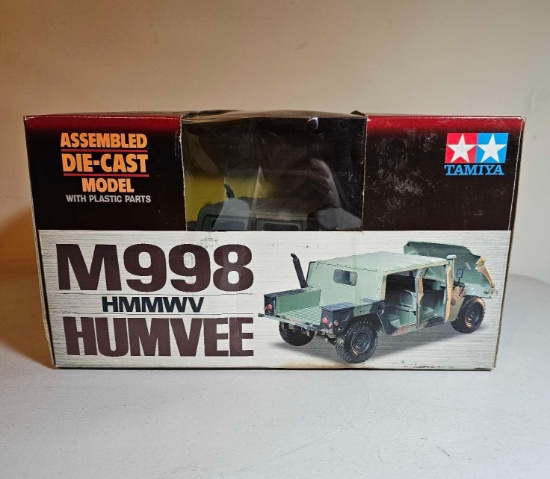 ASSEMBLED
DIE-CAST
MODEL
WITH PLASTIC PARTS
TAMIYA
M998
HMMWV
HUMVEE